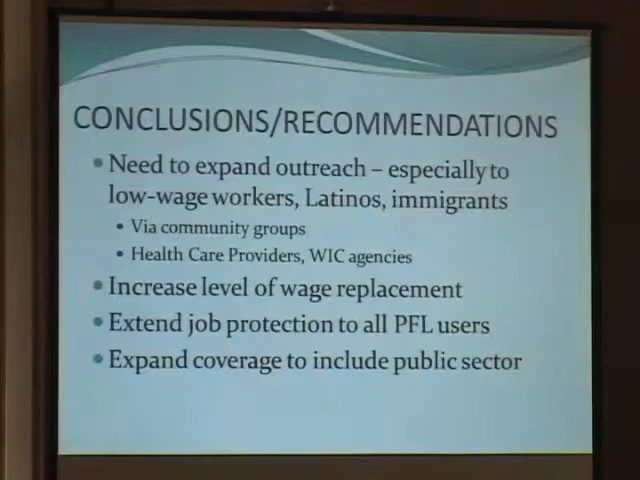 CONCLUSIONS/RECOMMENDATIONS
• Need to expand outreach – especially to
low-wage workers, Latinos, immigrants
• Via community groups
• Health Care Providers, WIC agencies
• Increase level of wage replacement
• Extend job protection to all PFL users
• Expand coverage to include public sector